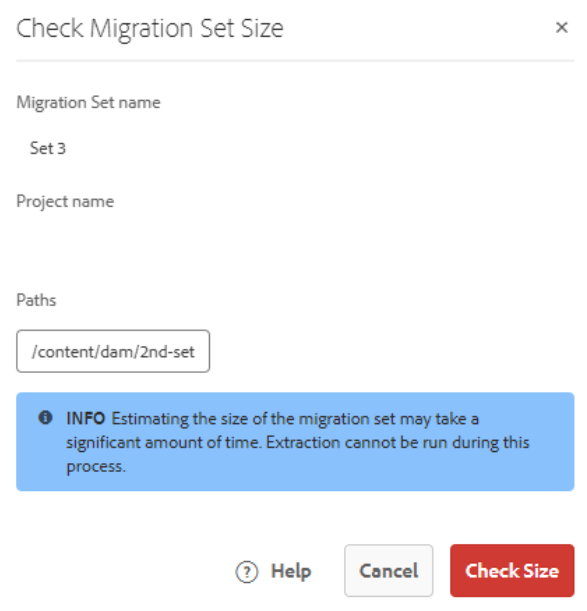 Check Migration Set Size
Migration Set name
Set 3
Project name
Paths
/content/dam/2nd-set
INFO Estimating the size of the migration set may take a
significant amount of time. Extraction cannot be run during this
process.
Help Cancel Check Size